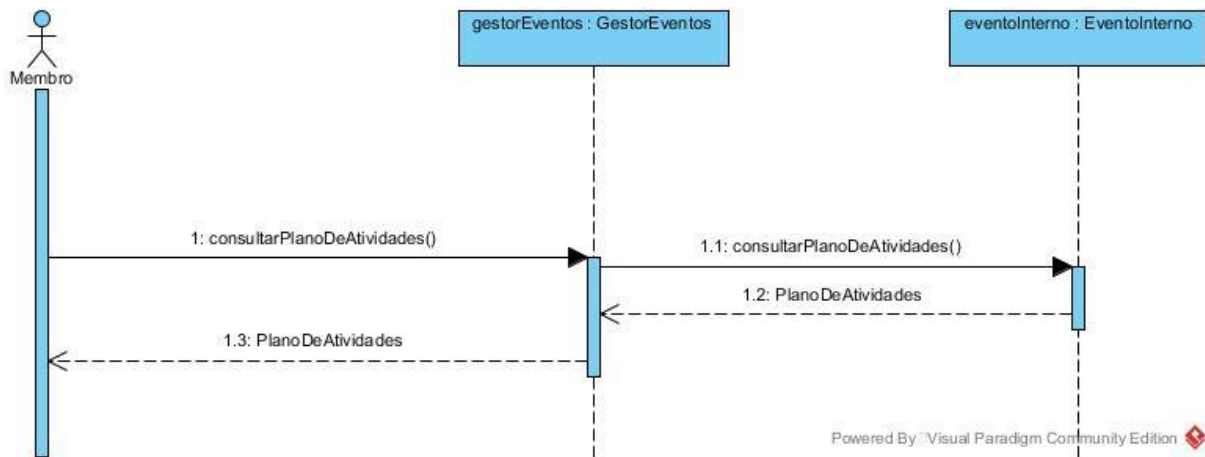 gestorEventos : GestorEventos
eventoInterno : EventoInterno
Membro
1: consultarPlanoDeAtividades()
1.1: consultarPlanoDeAtividades()
1.2: PlanoDeAtividades
1.3: PlanoDeAtividades
Powered By Visual Paradigm Community Edition